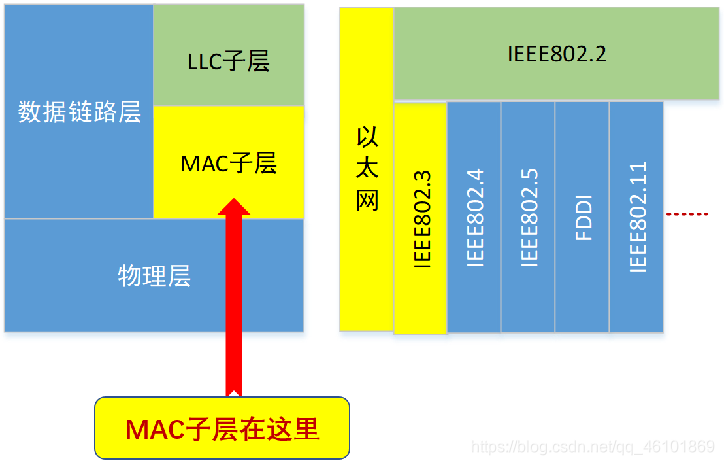 数据链路层
LLC子层
MAC子层
物理层
MAC子层在这里
以太网
IEEE802.2
IEEE802.3
IEEE802.4
IEEE802.5
FDDI
IEEE802.11
https://blog.csdn.net/qq_46101869